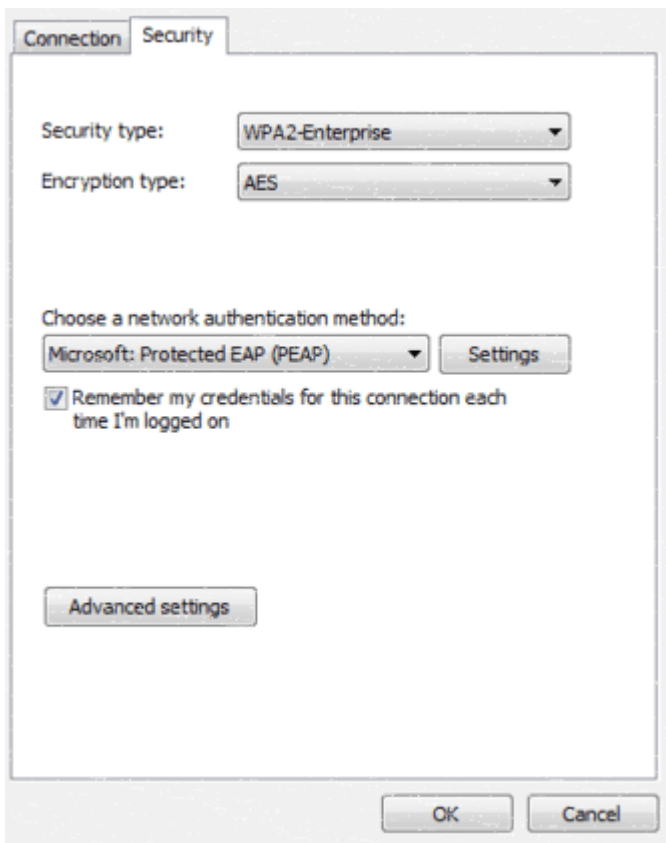 Connection Security
Security type: WPA2-Enterprise
Encryption type: AES
Choose a network authentication method:
Microsoft: Protected EAP (PEAP) Settings
Remember my credentials for this connection each
time I'm logged on
Advanced settings
OK Cancel